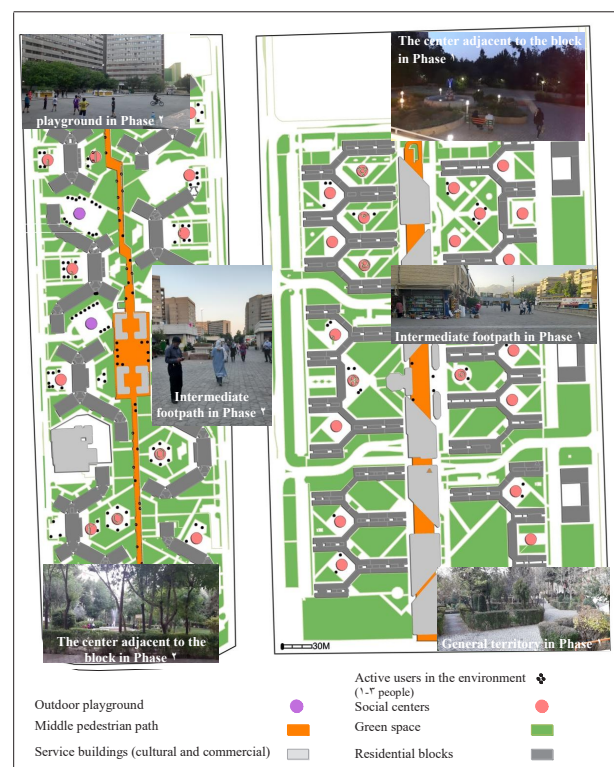 The center adjacent to the block
in Phase
playground in Phase ۲
Intermediate footpath in Phase ۱
Intermediate
footpath in Phase ۲
The center adjacent to the
block in Phase ۲
General territory in Phase ۱
30M
Active users in the environment
(۱-۳ people)
Outdoor playground
Social centers
Middle pedestrian path
Green space
Service buildings (cultural and commercial)
Residential blocks